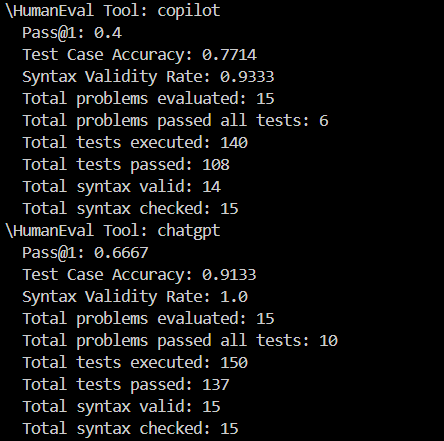 \HumanEval Tool: copilot
Pass@1: 0.4
Test Case Accuracy: 0.7714
Syntax Validity Rate: 0.9333
Total problems evaluated: 15
Total problems passed all tests: 6
Total tests executed: 140
Total tests passed: 108
Total syntax valid: 14
Total syntax checked: 15
\HumanEval Tool: chatgpt
Pass@1: 0.6667
Test Case Accuracy: 0.9133
Syntax Validity Rate: 1.0
Total problems evaluated: 15
Total problems passed all tests: 10
Total tests executed: 150
Total tests passed: 137
Total syntax valid: 15
Total syntax checked: 15